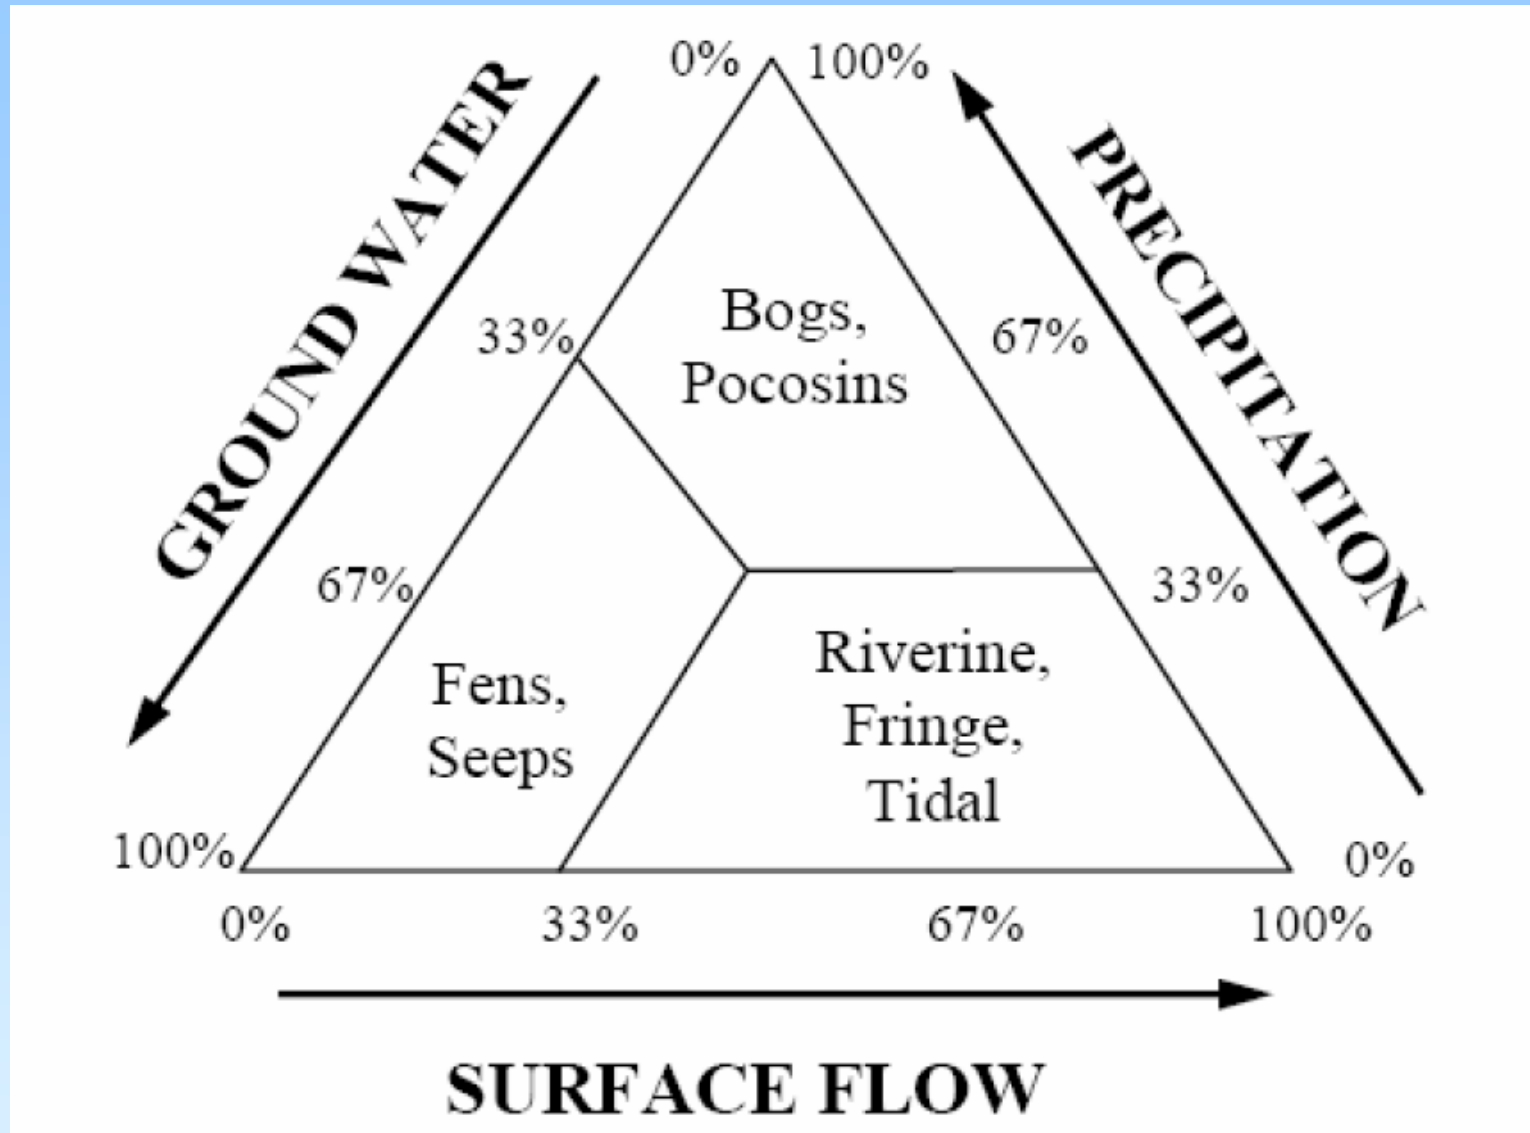 0% 100%
GROUND WATER
PRECIPITATION
33%
Bogs,
Pocosins
67%
67%
33%
Fens,
Seeps
Riverine,
Fringe,
Tidal
100%
0%
0% 33% 67% 100%
SURFACE FLOW